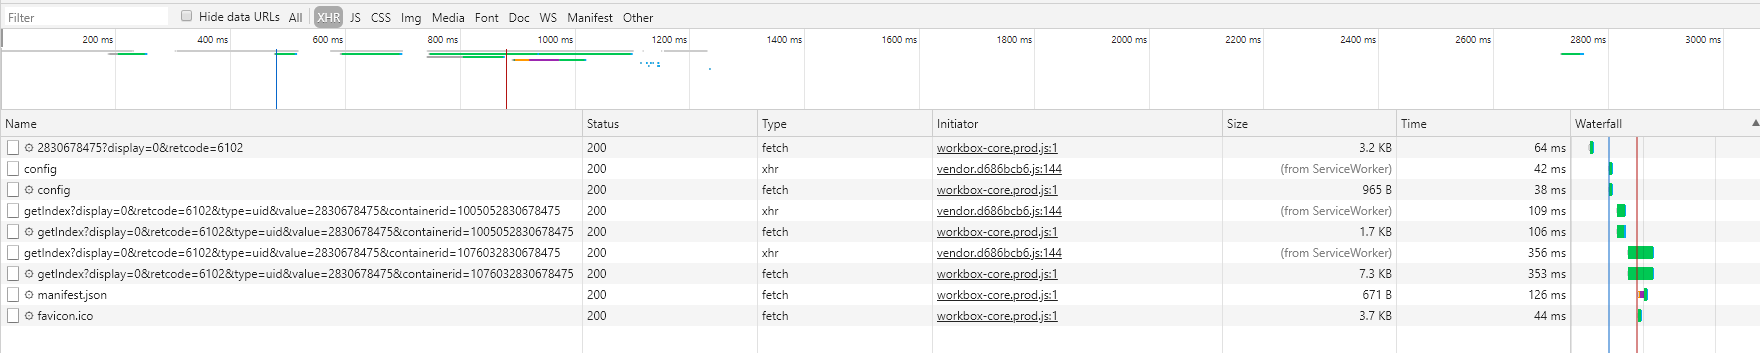 Filter Hide data URLs All XHR JS CSS Img Media Font Doc WS Manifest Other
200 ms 400 ms 600 ms 800 ms 1000 ms 1200 ms 1400 ms 1600 ms 1800 ms 2000 ms 2200 ms 2400 ms 2600 ms 2800 ms 3000 ms
Name Status Type Initiator Size Time Waterfall
2830678475?display=0&retcode=6102 200 fetch workbox-core.prod.js:1 3.2 KB 64 ms
config 200 xhr vendor.d686bcb6.js:144 (from ServiceWorker) 42 ms
config 200 fetch workbox-core.prod.js:1 965 B 38 ms
getIndex?display=0&retcode=6102&type=uid&value=2830678475&containerid=1005052830678475 200 xhr vendor.d686bcb6.js:144 (from ServiceWorker) 109 ms
getIndex?display=0&retcode=6102&type=uid&value=2830678475&containerid=1005052830678475 200 fetch workbox-core.prod.js:1 1.7 KB 106 ms
getIndex?display=0&retcode=6102&type=uid&value=2830678475&containerid=1076032830678475 200 xhr vendor.d686bcb6.js:144 (from ServiceWorker) 356 ms
getIndex?display=0&retcode=6102&type=uid&value=2830678475&containerid=1076032830678475 200 fetch workbox-core.prod.js:1 7.3 KB 353 ms
manifest.json 200 fetch workbox-core.prod.js:1 671 B 126 ms
favicon.ico 200 fetch workbox-core.prod.js:1 3.7 KB 44 ms